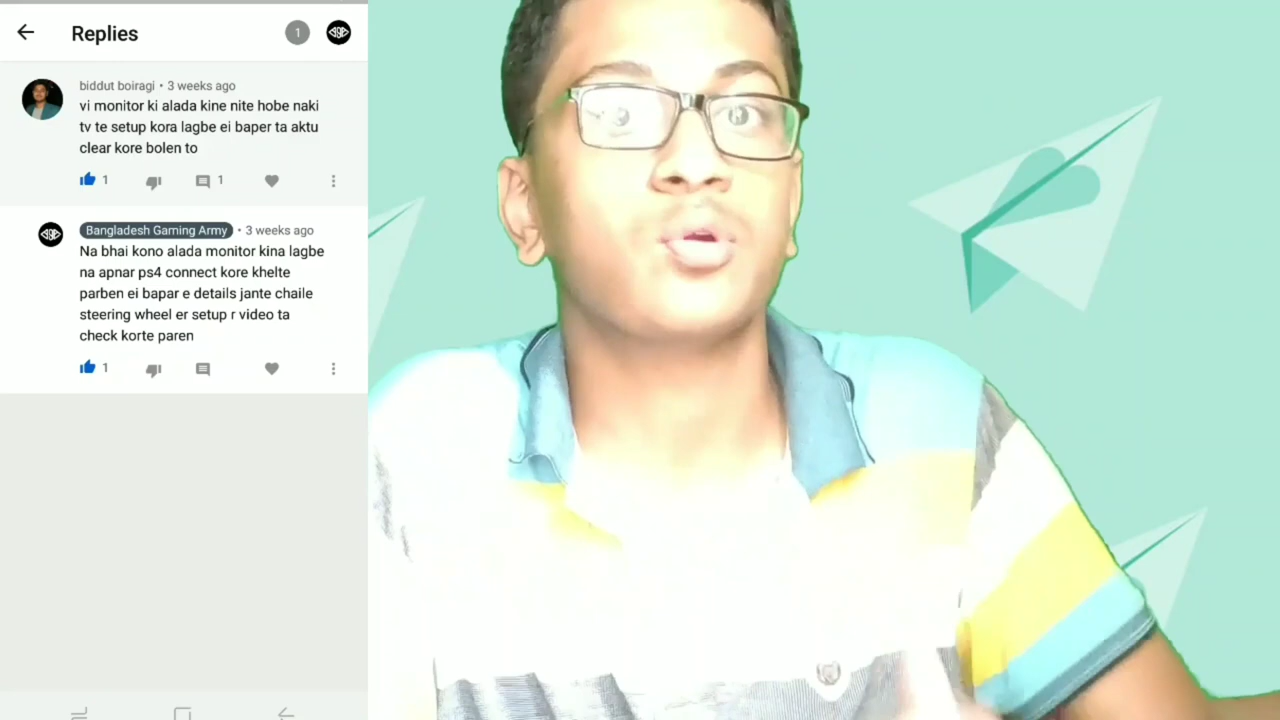 Replies
1
biddut boiragi • 3 weeks ago
vi monitor ki alada kine nite hobe naki
tv te setup kora lagbe ei baper ta aktu
clear kore bolen to
1
1
Bangladesh Gaming Army • 3 weeks ago
Na bhai kono alada monitor kina lagbe
na apnar ps4 connect kore khelte
parben ei bapar e details jante chaile
steering wheel er setup r video ta
check korte paren
1